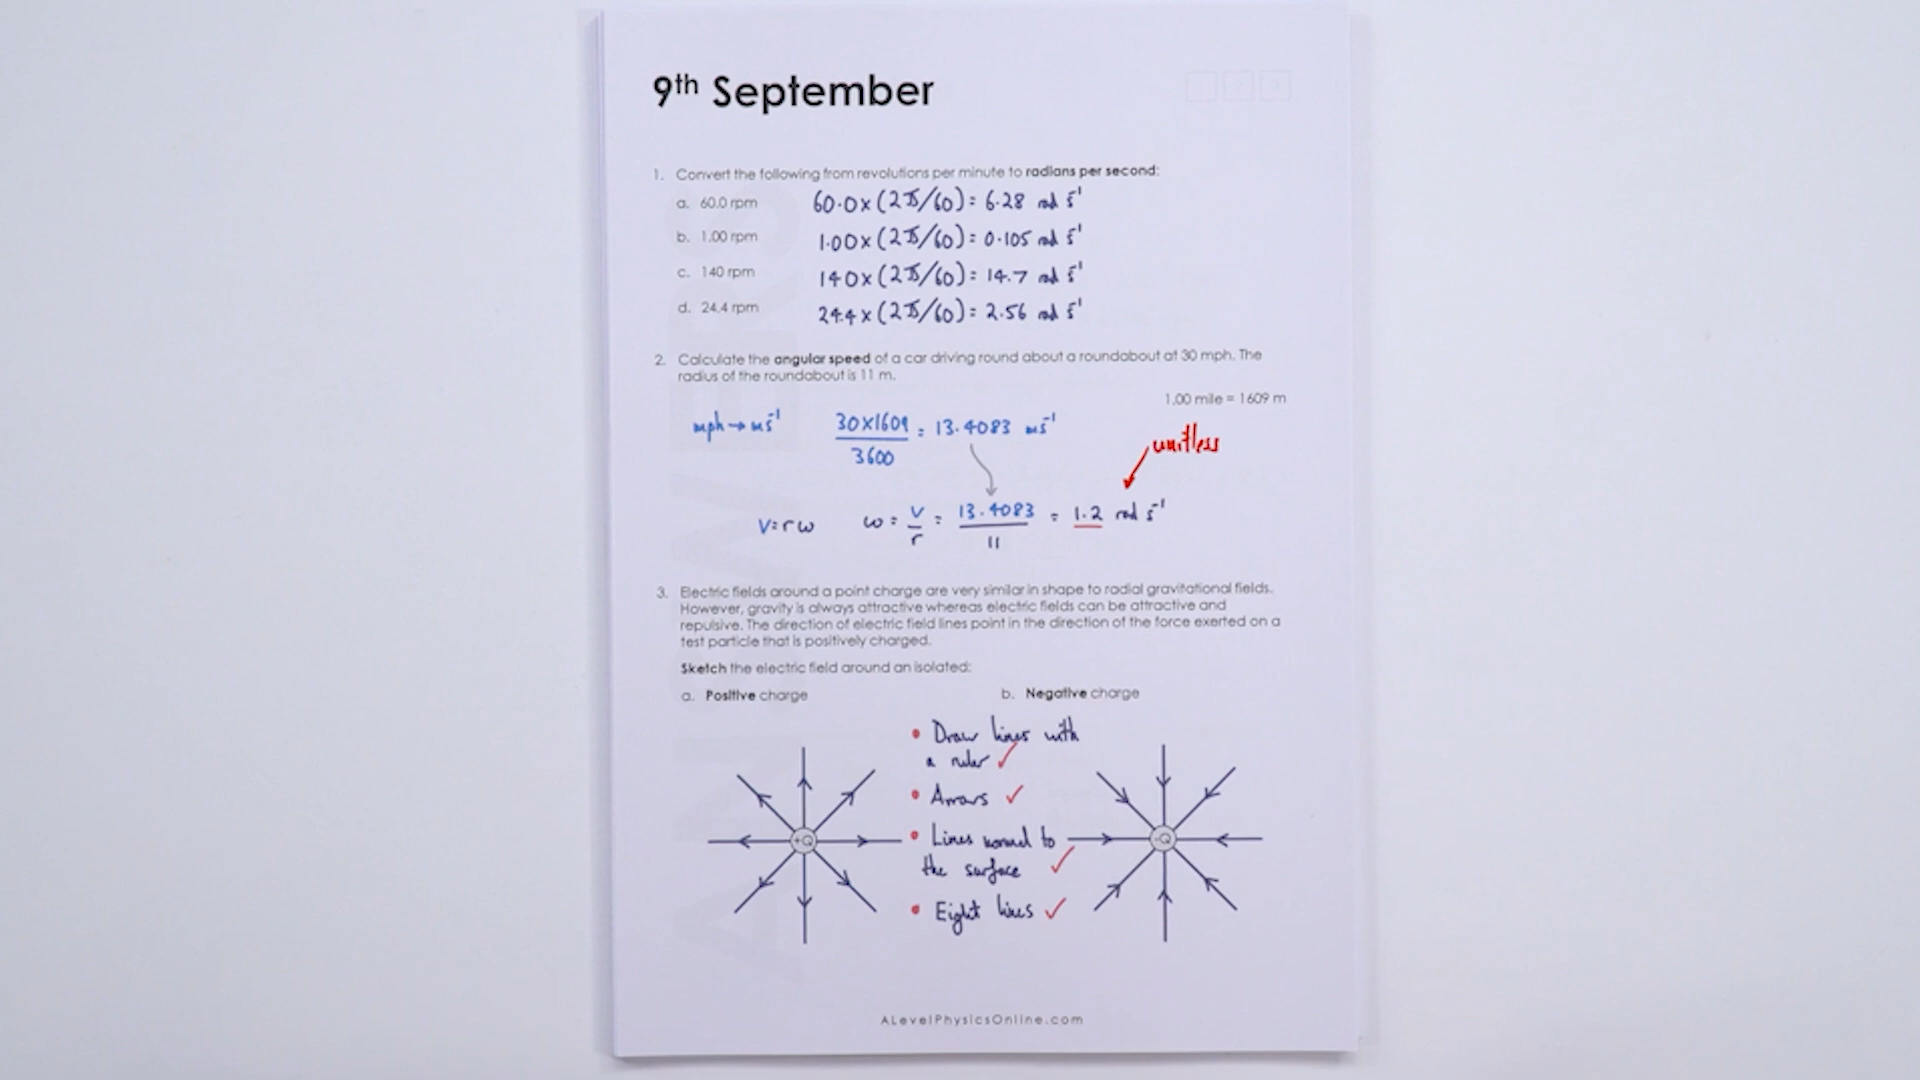 9th September
1. Convert the following from revolutions per minute to radians per second:
a. 60.0 rpm 60.0 x (2π/60) = 6.28 rad s⁻¹
b. 1.00 rpm 1.00 x (2π/60) = 0.105 rad s⁻¹
c. 140 rpm 140 x (2π/60) = 14.7 rad s⁻¹
d. 24.4 rpm 24.4 x (2π/60) = 2.56 rad s⁻¹
2. Calculate the angular speed of a car driving round about a roundabout at 30 mph. The
radius of the roundabout is 11 m.
1.00 mile = 1609 m
mph → ms⁻¹ 30 x 1609 / 3600 = 13.4083 ms⁻¹
unitless
v = rω ω = v/r = 13.4083 / 11 = 1.2 rad s⁻¹
3. Electric fields around a point charge are very similar in shape to radial gravitational fields.
However, gravity is always attractive whereas electric fields can be attractive and
repulsive. The direction of electric field lines point in the direction of the force exerted on a
test particle that is positively charged.
Sketch the electric field around an isolated:
a. Positive charge b. Negative charge
• Draw lines with
a ruler ✓
• Arrows ✓
+Q • Lines normal to -Q
the surface ✓
• Eight lines ✓
ANSWERS
ALevelPhysicsOnline.com